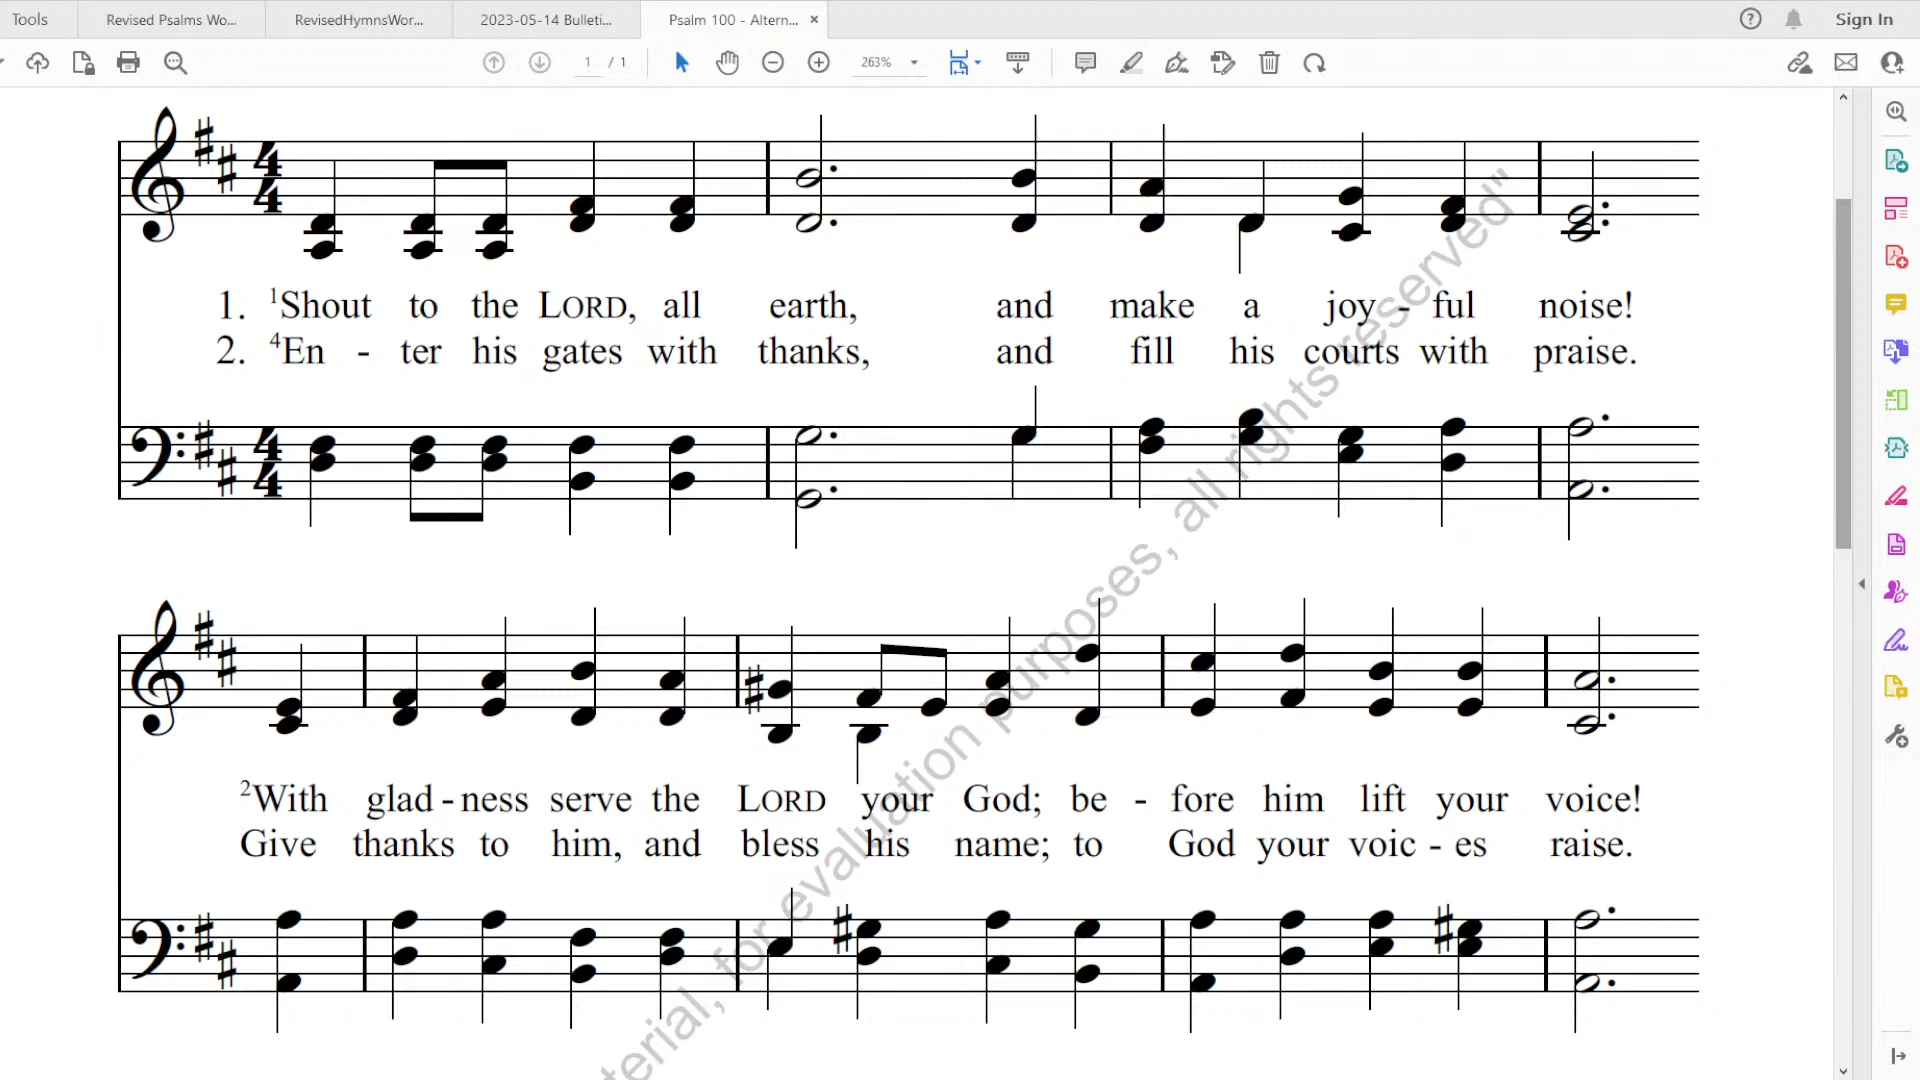 Tools
Revised Psalms Wo...
RevisedHymnsWor...
2023-05-14 Bulleti...
Psalm 100 - Altern... ×
Sign In
1 / 1
263%
4
4
1. ¹Shout to the LORD, all earth, and make a joy - ful noise!
2. ⁴En - ter his gates with thanks, and fill his courts with praise.
4
4
²With glad - ness serve the LORD your God; be - fore him lift your voice!
Give thanks to him, and bless his name; to God your voic - es raise.
terial, for evaluation purposes, all rights reserved"